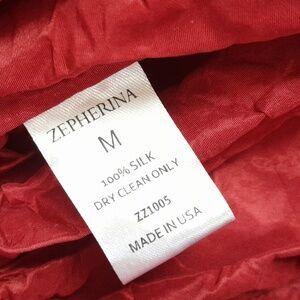 ZEPHERINA
M
100% SILK
DRY CLEAN ONLY
ZZ1005
MADE IN USA